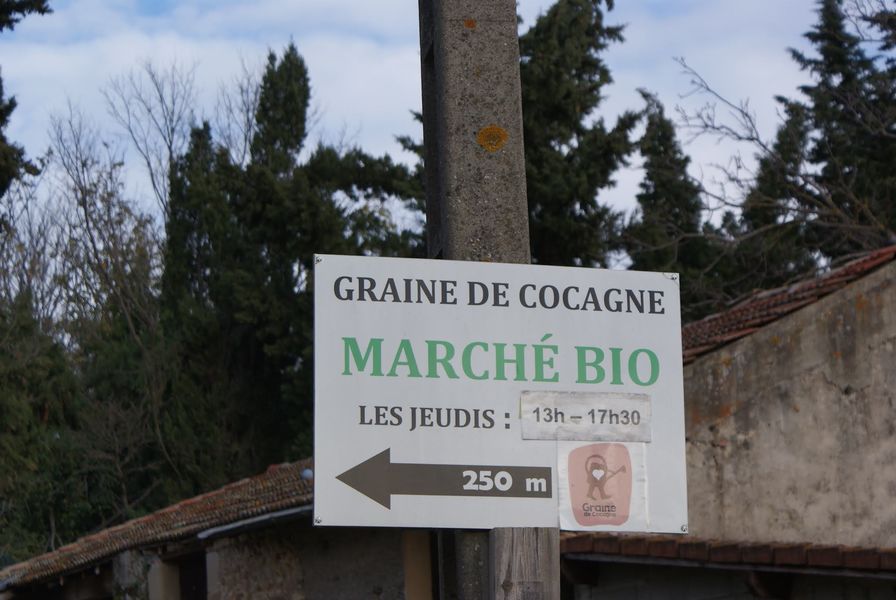 GRAINE DE COCAGNE
MARCHÉ BIO
LES JEUDIS : 13h – 17h30
250 m
Graine
de Cocagne